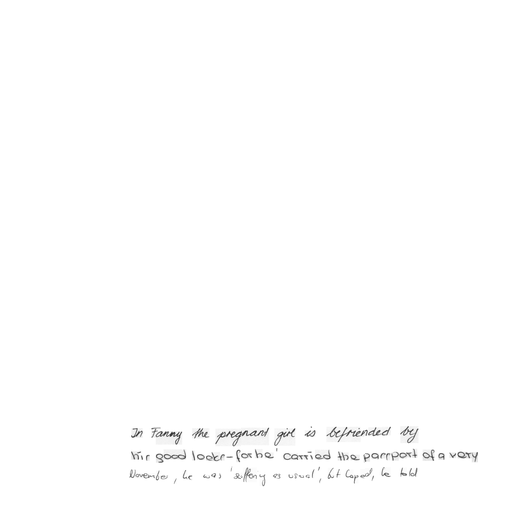 In Fanny the pregnant girl is befriended by
his good looks-for he' carried the passport of a very
November, he was 'suffering as usual', but hoped, he told